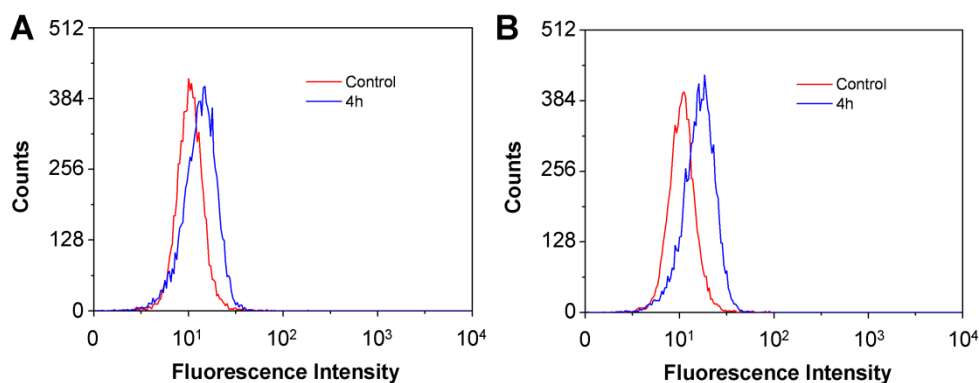 A
Counts
512
384
256
128
0
Control
4h
0 10¹ 10² 10³ 10⁴
Fluorescence Intensity
B
Counts
512
384
256
128
0
Control
4h
0 10¹ 10² 10³ 10⁴
Fluorescence Intensity